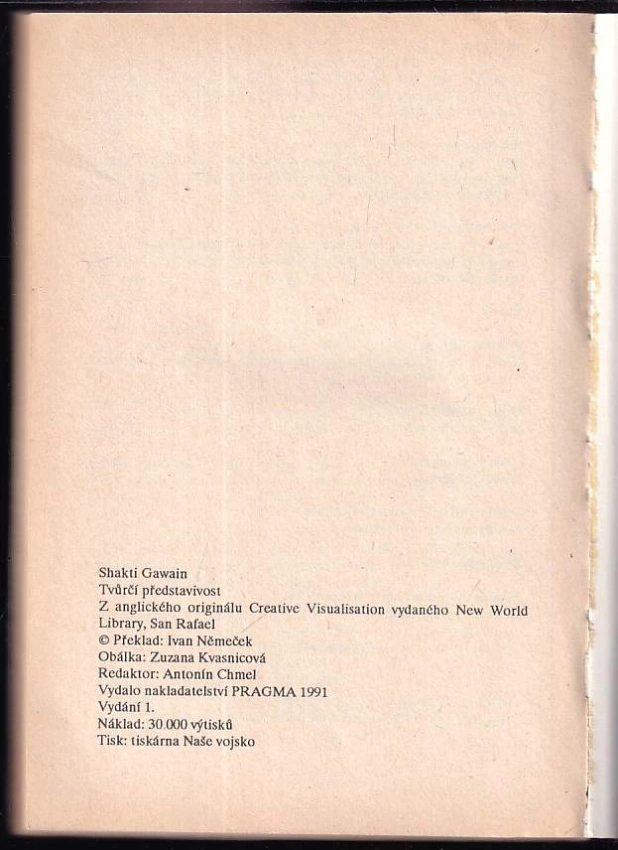 Shakti Gawain
Tvůrčí představivost
Z anglického originálu Creative Visualisation vydaného New World
Library, San Rafael
© Překlad: Ivan Němeček
Obálka: Zuzana Kvasnicová
Redaktor: Antonín Chmel
Vydalo nakladatelství PRAGMA 1991
Vydání 1.
Náklad: 30.000 výtisků
Tisk: tiskárna Naše vojsko